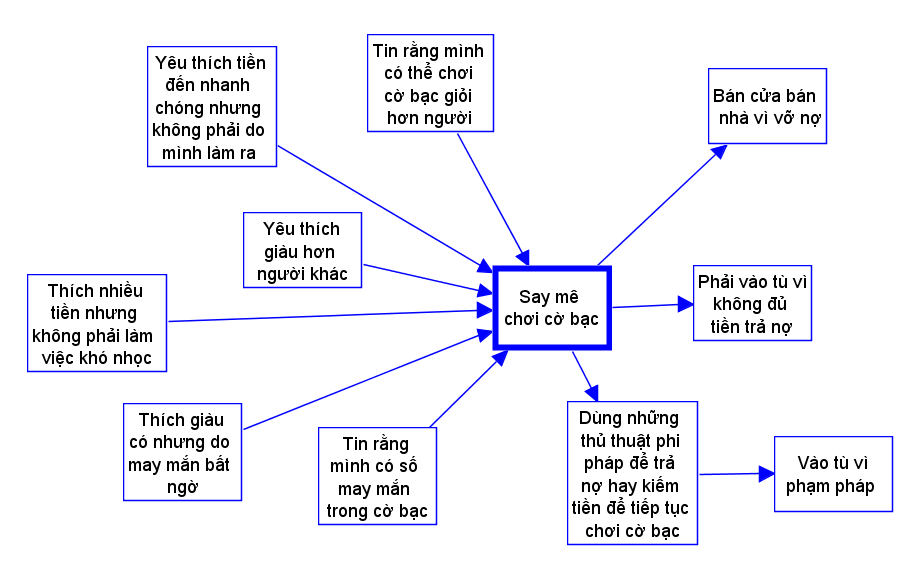 Yêu thích tiền
đến nhanh
chóng nhưng
không phải do
mình làm ra
Tin rằng mình
có thể chơi
cờ bạc giỏi
hơn người
Bán cửa bán
nhà vì vỡ nợ
Yêu thích
giàu hơn
người khác
Thích nhiều
tiền nhưng
không phải làm
việc khó nhọc
Say mê
chơi cờ bạc
Phải vào tù vì
không đủ
tiền trả nợ
Thích giàu
có nhưng do
may mắn bất
ngờ
Tin rằng
mình có số
may mắn
trong cờ bạc
Dùng những
thủ thuật phi
pháp để trả
nợ hay kiếm
tiền để tiếp tục
chơi cờ bạc
Vào tù vì
phạm pháp